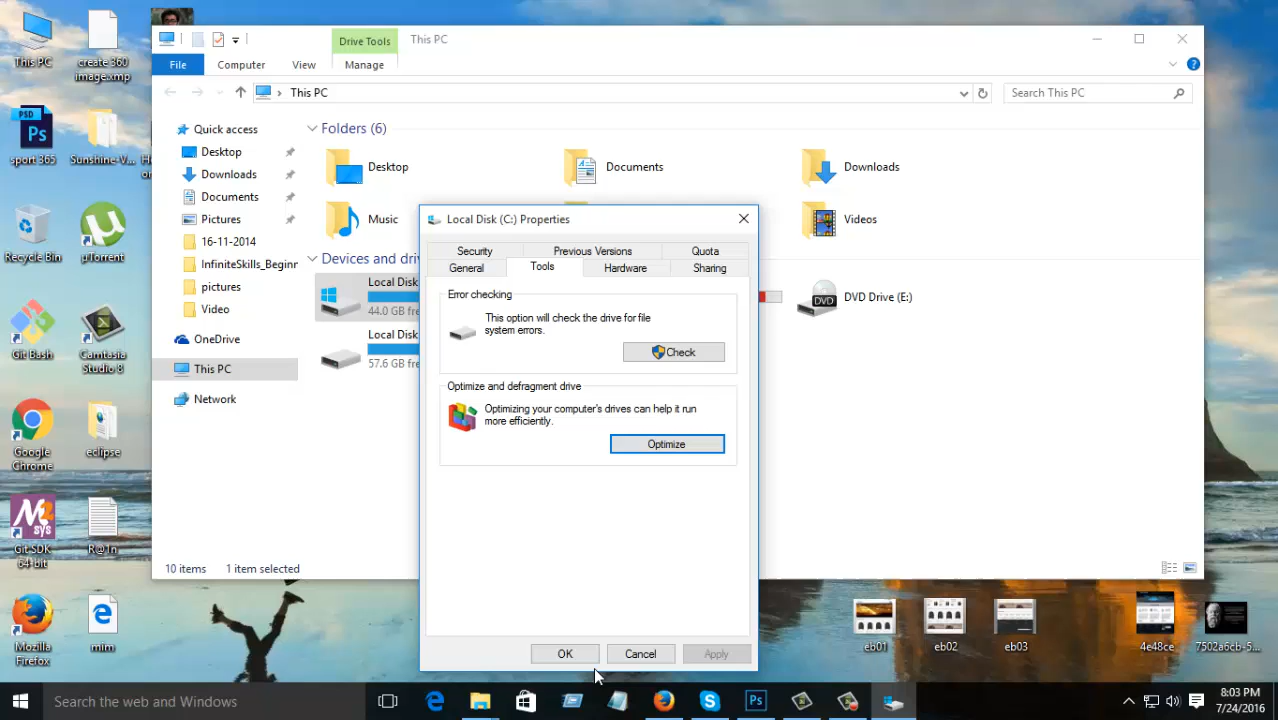 This PC
create 360
image.xmp
PSD
Ps
sport 365
Sunshine-V...
Recycle Bin
µTorrent
Git Bash
Camtasia
Studio 8
Google
Chrome
eclipse
sys
Git SDK
64-bit
R@1n
Mozilla
Firefox
mim
Drive Tools
This PC
File
Computer
View
Manage
This PC
Search This PC
Quick access
Desktop
Downloads
Documents
Pictures
16-11-2014
InfiniteSkills_Beginn
pictures
Video
OneDrive
This PC
Network
Folders (6)
Desktop
Documents
Downloads
Music
Videos
Devices and dri
Local Disk
44.0 GB fre
Local Disk
57.6 GB fre
DVD
DVD Drive (E:)
10 items
1 item selected
Local Disk (C:) Properties
Security
Previous Versions
Quota
General
Tools
Hardware
Sharing
Error checking
This option will check the drive for file
system errors.
Check
Optimize and defragment drive
Optimizing your computer's drives can help it run
more efficiently.
Optimize
OK
Cancel
Apply
eb01
eb02
eb03
4e48ce
7502a6cb-5...
Search the web and Windows
Ps
8:03 PM
7/24/2016